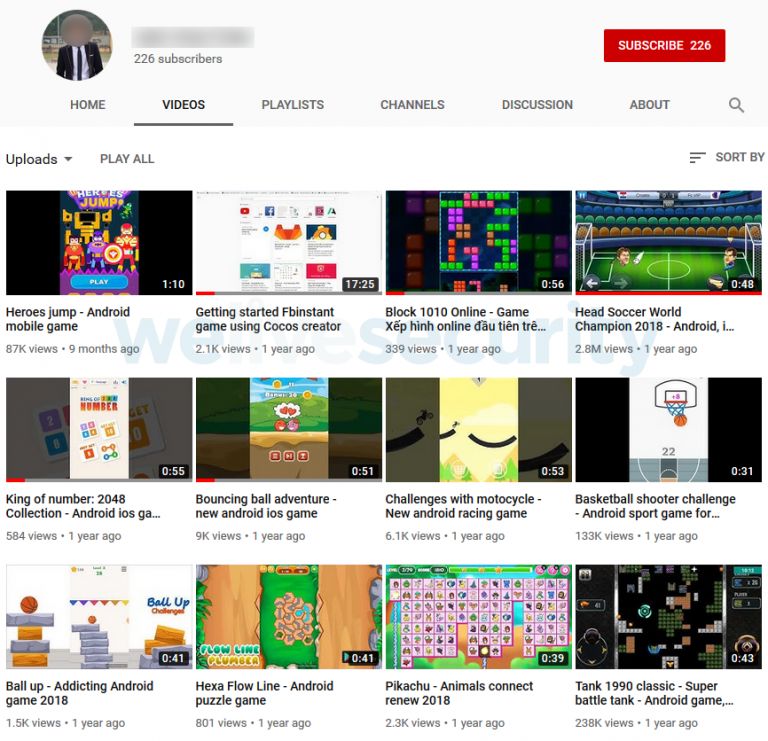 226 subscribers
SUBSCRIBE 226
HOME
VIDEOS
PLAYLISTS
CHANNELS
DISCUSSION
ABOUT
Uploads
PLAY ALL
SORT BY
HEROES
JUMP
PLAY
1:10
17:25
0:56
0:48
Heroes jump - Android
mobile game
87K views • 9 months ago
Getting started Fbinstant
game using Cocos creator
2.1K views • 1 year ago
Block 1010 Online - Game
Xếp hình online đầu tiên trê...
339 views • 1 year ago
Head Soccer World
Champion 2018 - Android, i...
2.8M views • 1 year ago
welivesecurity
KING OF
NUMBER
0:55
0:51
0:53
+8
22
0:31
King of number: 2048
Collection - Android ios ga...
584 views • 1 year ago
Bouncing ball adventure -
new android ios game
9K views • 1 year ago
Challenges with motocycle -
New android racing game
6.1K views • 1 year ago
Basketball shooter challenge
- Android sport game for...
133K views • 1 year ago
Ball Up
Challenges
0:41
FLOW LINE
PLUMBER
0:41
0:39
0:43
Ball up - Addicting Android
game 2018
1.5K views • 1 year ago
Hexa Flow Line - Android
puzzle game
801 views • 1 year ago
Pikachu - Animals connect
renew 2018
2.3K views • 1 year ago
Tank 1990 classic - Super
battle tank - Android game,...
238K views • 1 year ago